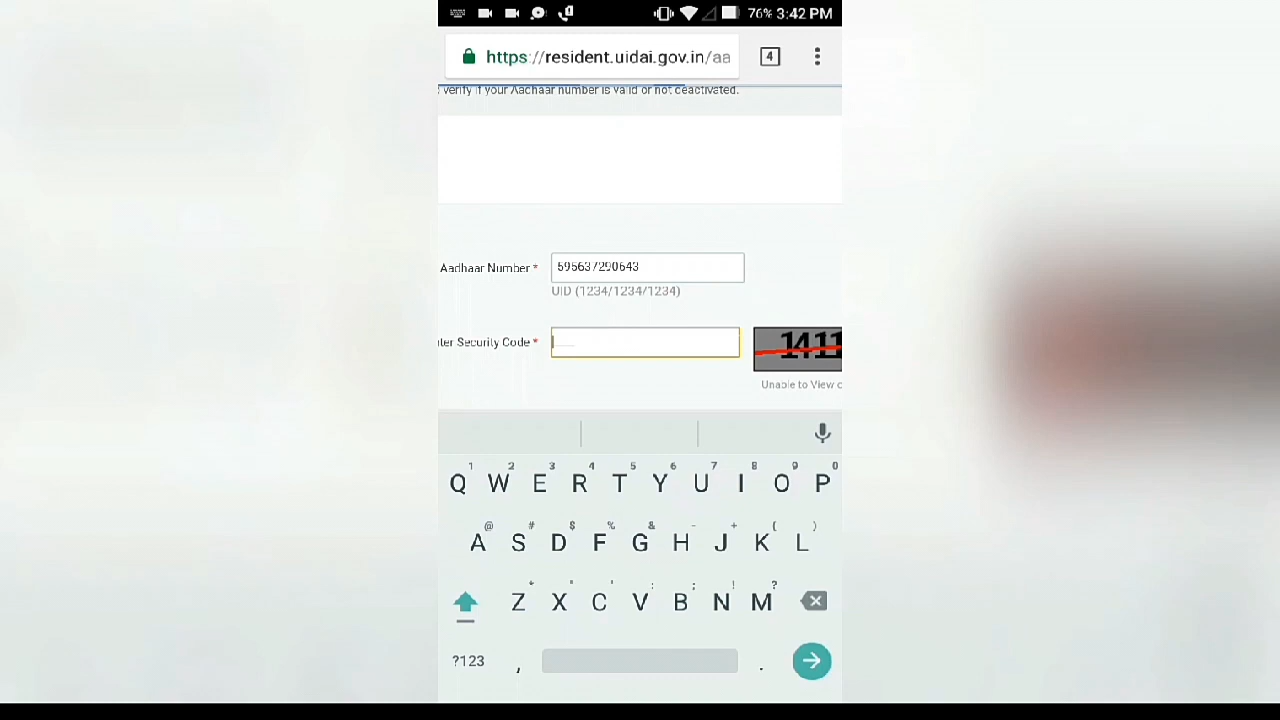 76% 3:42 PM
https://resident.uidai.gov.in/aa
4
verify if your Aadhaar number is valid or not deactivated.
Aadhaar Number * 595637290643
UID (1234/1234/1234)
ter Security Code * 1411
Unable to View c
1 2 3 4 5 6 7 8 9 0
Q W E R T Y U I O P
@ # $ % & - + ( )
A S D F G H J K L
* " ' : ; ! ?
Z X C V B N M
?123 , .